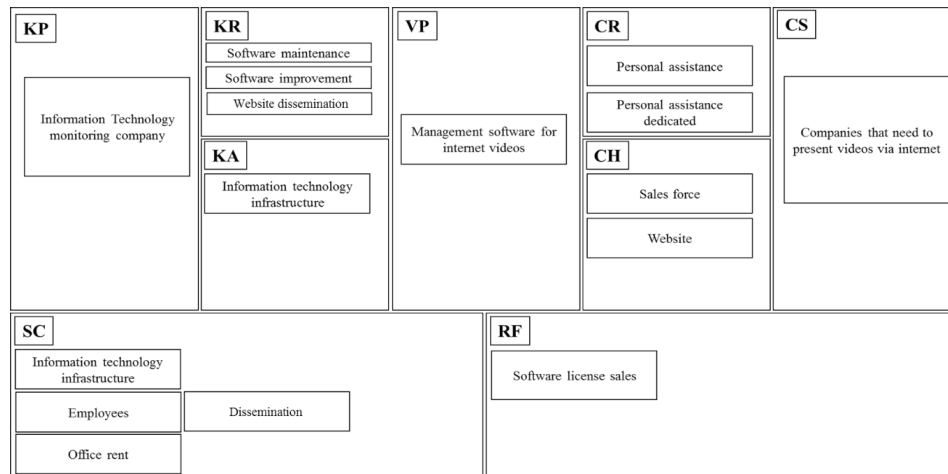 KP
Information Technology
monitoring company
KR
Software maintenance
Software improvement
Website dissemination
KA
Information technology
infrastructure
VP
Management software for
internet videos
CR
Personal assistance
Personal assistance
dedicated
CH
Sales force
Website
CS
Companies that need to
present videos via internet
SC
Information technology
infrastructure
Employees
Dissemination
Office rent
RF
Software license sales